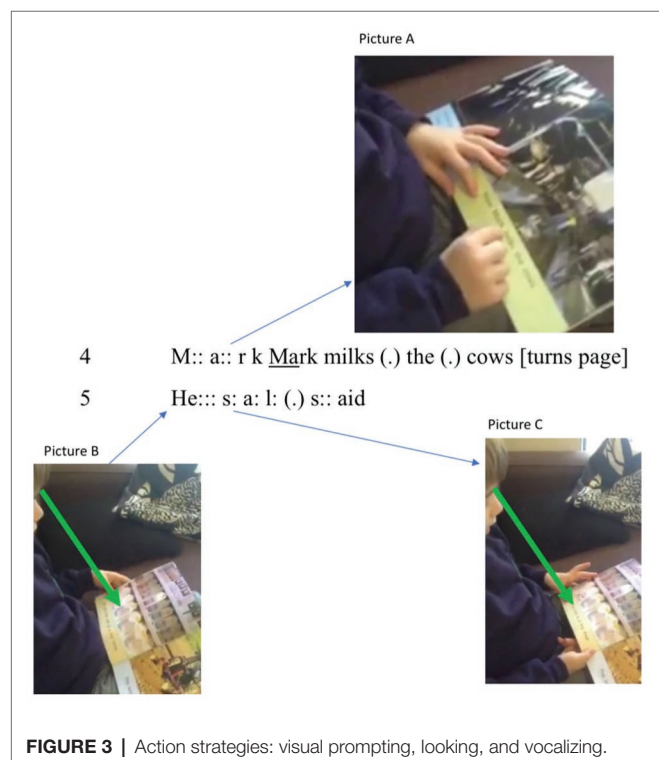 Picture A
4 M:: a:: r k Mark milks (.) the (.) cows [turns page]
5 He::: s: a: l: (.) s:: aid
Picture B
Picture C
FIGURE 3 | Action strategies: visual prompting, looking, and vocalizing.